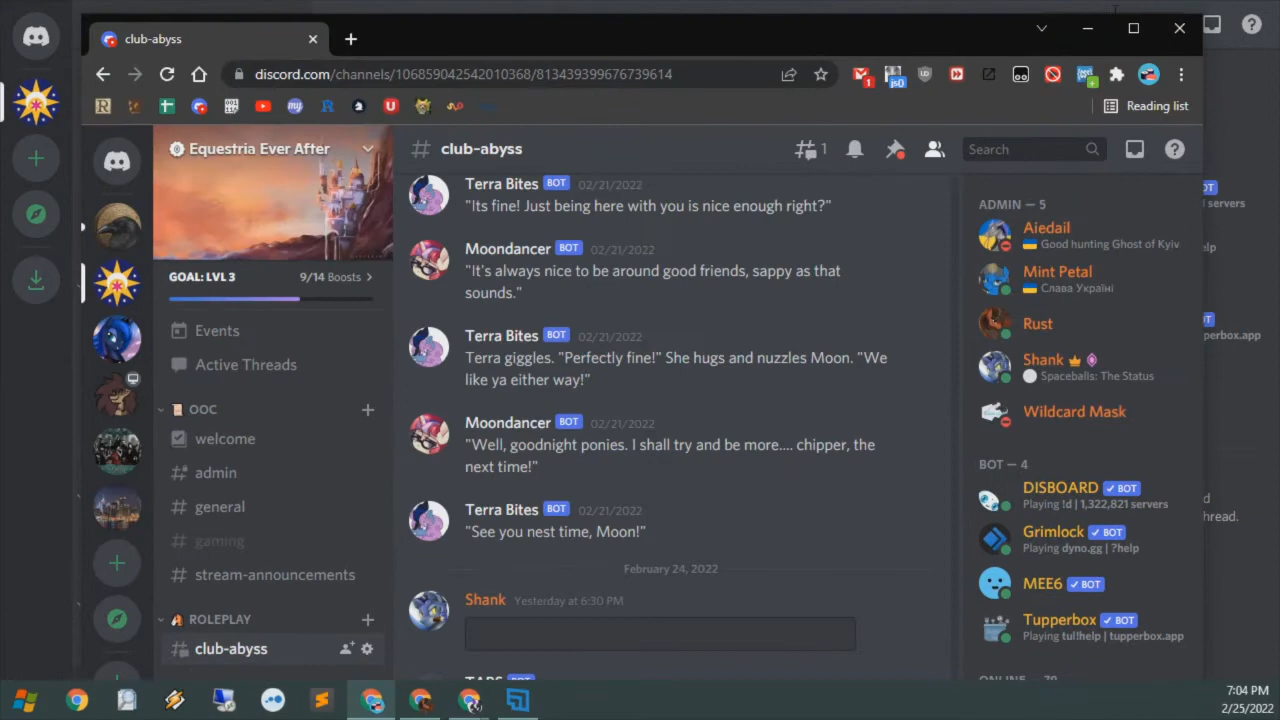 club-abyss
discord.com/channels/106859042542010368/813439399676739614
Reading list
Equestria Ever After
club-abyss
1
Search
GOAL: LVL 3
9/14 Boosts
Events
Active Threads
OOC
welcome
admin
general
gaming
stream-announcements
ROLEPLAY
club-abyss
Terra Bites BOT 02/21/2022
"Its fine! Just being here with you is nice enough right?"
Moondancer BOT 02/21/2022
"It's always nice to be around good friends, sappy as that
sounds."
Terra Bites BOT 02/21/2022
Terra giggles. "Perfectly fine!" She hugs and nuzzles Moon. "We
like ya either way!"
Moondancer BOT 02/21/2022
"Well, goodnight ponies. I shall try and be more.... chipper, the
next time!"
Terra Bites BOT 02/21/2022
"See you nest time, Moon!"
February 24, 2022
Shank Yesterday at 6:30 PM
ADMIN — 5
Aiedail
Good hunting Ghost of Kyiv
Mint Petal
Слава Україні
Rust
Shank
Spaceballs: The Status
Wildcard Mask
BOT — 4
DISBOARD BOT
Playing !d | 1,322,821 servers
Grimlock BOT
Playing dyno.gg | ?help
MEE6 BOT
Tupperbox BOT
Playing tul!help | tupperbox.app
servers
tupperbox.app
hread.
7:04 PM
2/25/2022